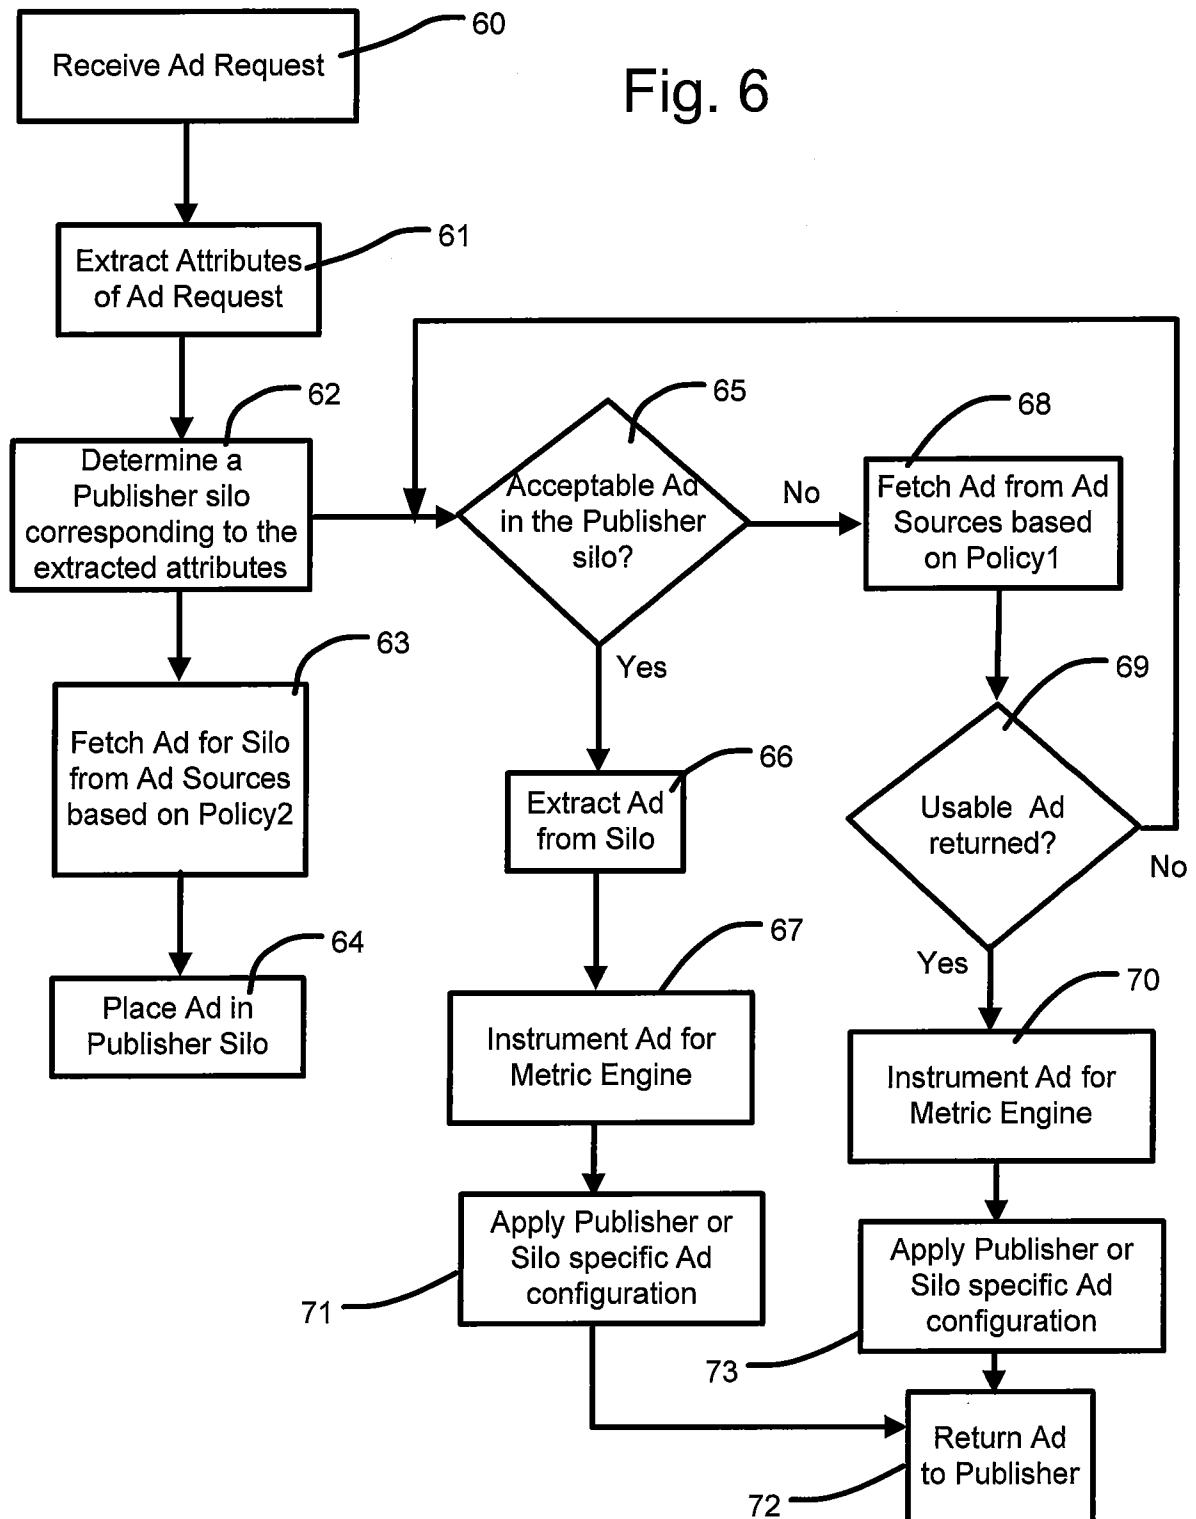 60
Receive Ad Request
Fig. 6
61
Extract Attributes
of Ad Request
62
Determine a
Publisher silo
corresponding to the
extracted attributes
65
Acceptable Ad
in the Publisher
silo?
No
Yes
68
Fetch Ad from Ad
Sources based
on Policy1
63
Fetch Ad for Silo
from Ad Sources
based on Policy2
69
Usable Ad
returned?
No
Yes
66
Extract Ad
from Silo
64
Place Ad in
Publisher Silo
67
Instrument Ad for
Metric Engine
70
Instrument Ad for
Metric Engine
Apply Publisher or
Silo specific Ad
configuration
71
Apply Publisher or
Silo specific Ad
configuration
73
Return Ad
to Publisher
72